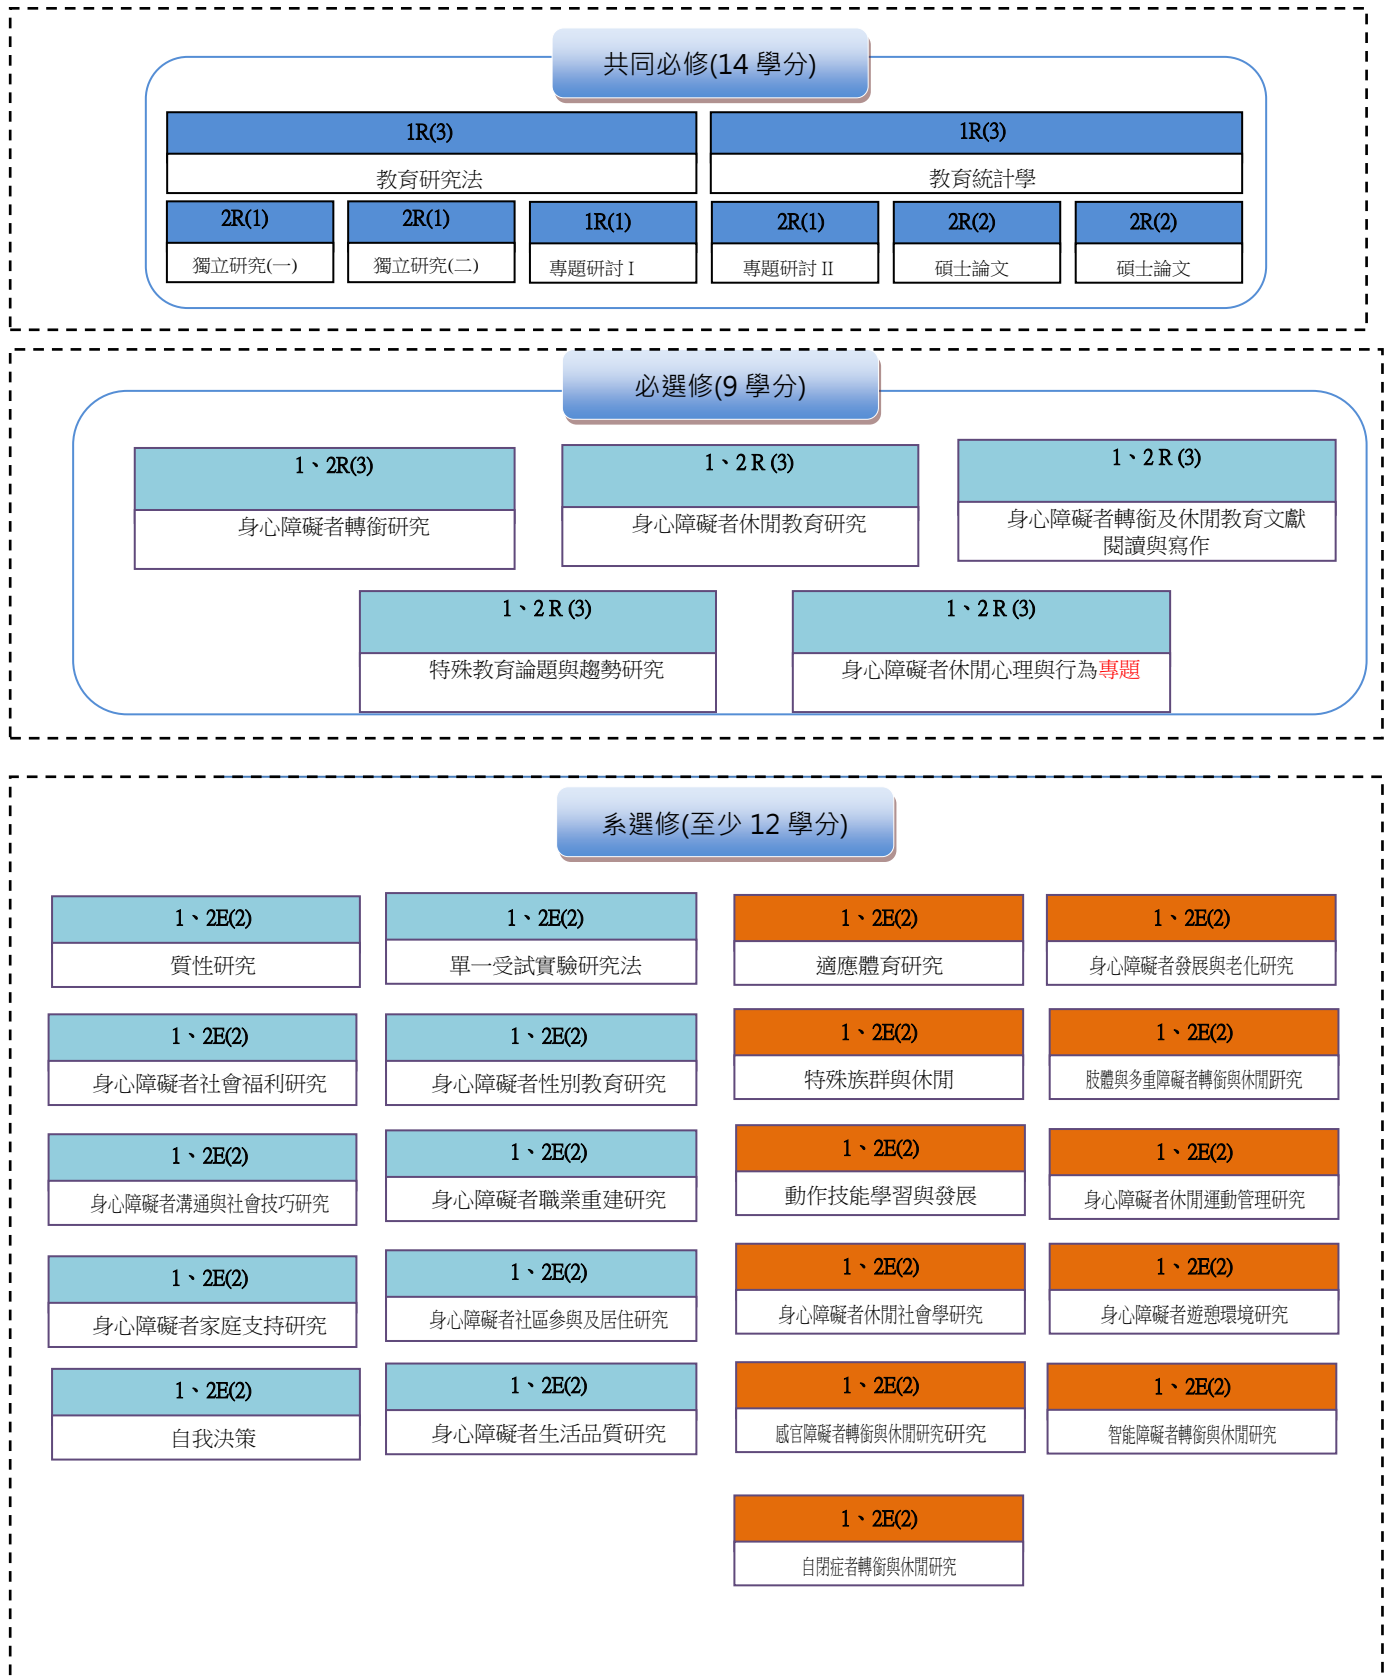 共同必修(14 學分)
1R(3)
1R(3)
教育研究法
教育統計學
2R(1)
2R(1)
1R(1)
2R(1)
2R(2)
2R(2)
獨立研究(一)
獨立研究(二)
專題研討 I
專題研討 II
碩士論文
碩士論文
必選修(9 學分)
1、2R(3)
1、2 R (3)
1、2 R (3)
身心障礙者轉銜研究
身心障礙者休閒教育研究
身心障礙者轉銜及休閒教育文獻
閱讀與寫作
1、2 R (3)
1、2 R (3)
特殊教育論題與趨勢研究
身心障礙者休閒心理與行為專題
系選修(至少 12 學分)
1、2E(2)
1、2E(2)
1、2E(2)
1、2E(2)
質性研究
單一受試實驗研究法
適應體育研究
身心障礙者發展與老化研究
1、2E(2)
1、2E(2)
1、2E(2)
1、2E(2)
身心障礙者社會福利研究
身心障礙者性別教育研究
特殊族群與休閒
肢體與多重障礙者轉銜與休閒研究
1、2E(2)
1、2E(2)
1、2E(2)
1、2E(2)
身心障礙者溝通與社會技巧研究
身心障礙者職業重建研究
動作技能學習與發展
身心障礙者休閒運動管理研究
1、2E(2)
1、2E(2)
1、2E(2)
1、2E(2)
身心障礙者家庭支持研究
身心障礙者社區參與及居住研究
身心障礙者休閒社會學研究
身心障礙者遊憩環境研究
1、2E(2)
1、2E(2)
1、2E(2)
1、2E(2)
自我決策
身心障礙者生活品質研究
感官障礙者轉銜與休閒研究研究
智能障礙者轉銜與休閒研究
1、2E(2)
自閉症者轉銜與休閒研究